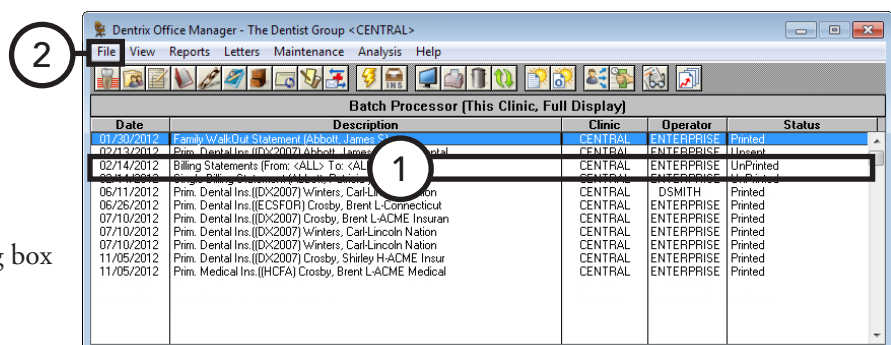 Dentrix Office Manager - The Dentist Group <CENTRAL>
File View Reports Letters Maintenance Analysis Help
2
INS
Batch Processor (This Clinic, Full Display)
Date Description Clinic Operator Status
01/30/2012 Family WalkOut Statement (Abbott, James S) CENTRAL ENTERPRISE Printed
02/13/2012 Prim. Dental Ins.((DX2007) Abbott, James CENTRAL ENTERPRISE Unsent
02/14/2012 Billing Statements (From: <ALL> To: <ALL CENTRAL ENTERPRISE UnPrinted
1
Single Billing Statement CENTRAL ENTERPRISE UnPrinted
06/11/2012 Prim. Dental Ins.((DX2007) Winters, Carl-Lincoln CENTRAL DSMITH Printed
06/26/2012 Prim. Dental Ins.((ECSFOR) Crosby, Brent L-Connecticut CENTRAL ENTERPRISE Printed
07/10/2012 Prim. Dental Ins.((DX2007) Crosby, Brent L-ACME Insuran CENTRAL ENTERPRISE Printed
07/10/2012 Prim. Dental Ins.((DX2007) Winters, Carl-Lincoln Nation CENTRAL ENTERPRISE Printed
07/10/2012 Prim. Dental Ins.((DX2007) Winters, Carl-Lincoln Nation CENTRAL ENTERPRISE Printed
11/05/2012 Prim. Dental Ins.((DX2007) Crosby, Shirley H-ACME Insur CENTRAL ENTERPRISE Printed
11/05/2012 Prim. Medical Ins.((HCFA) Crosby, Brent L-ACME Medical CENTRAL ENTERPRISE Printed
g box